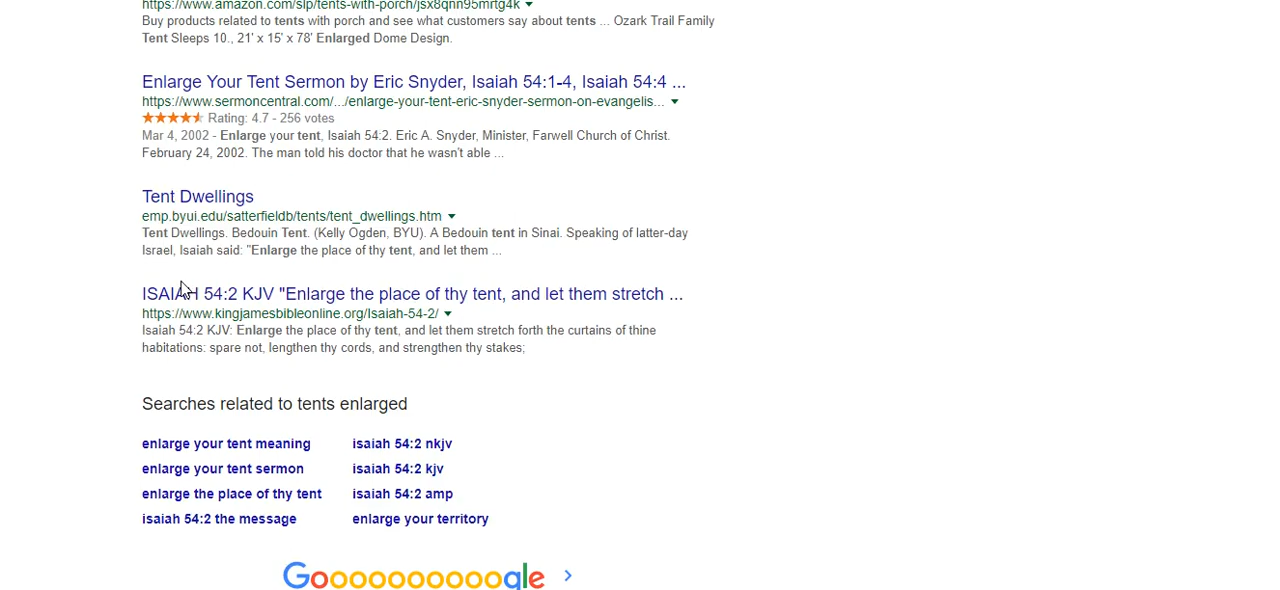 https://www.amazon.com/slp/tents-with-porch/jsx8qnn95mrtg4k
Buy products related to tents with porch and see what customers say about tents ... Ozark Trail Family
Tent Sleeps 10., 21' x 15' x 78' Enlarged Dome Design.
Enlarge Your Tent Sermon by Eric Snyder, Isaiah 54:1-4, Isaiah 54:4 ...
https://www.sermoncentral.com/.../enlarge-your-tent-eric-snyder-sermon-on-evangelis...
Rating: 4.7 - 256 votes
Mar 4, 2002 - Enlarge your tent, Isaiah 54:2. Eric A. Snyder, Minister, Farwell Church of Christ.
February 24, 2002. The man told his doctor that he wasn't able ...
Tent Dwellings
emp.byui.edu/satterfieldb/tents/tent_dwellings.htm
Tent Dwellings. Bedouin Tent. (Kelly Ogden, BYU). A Bedouin tent in Sinai. Speaking of latter-day
Israel, Isaiah said: "Enlarge the place of thy tent, and let them ...
ISAIAH 54:2 KJV "Enlarge the place of thy tent, and let them stretch ...
https://www.kingjamesbibleonline.org/Isaiah-54-2/
Isaiah 54:2 KJV: Enlarge the place of thy tent, and let them stretch forth the curtains of thine
habitations: spare not, lengthen thy cords, and strengthen thy stakes;
Searches related to tents enlarged
enlarge your tent meaning
enlarge your tent sermon
enlarge the place of thy tent
isaiah 54:2 the message
isaiah 54:2 nkjv
isaiah 54:2 kjv
isaiah 54:2 amp
enlarge your territory
Goooooooooogle